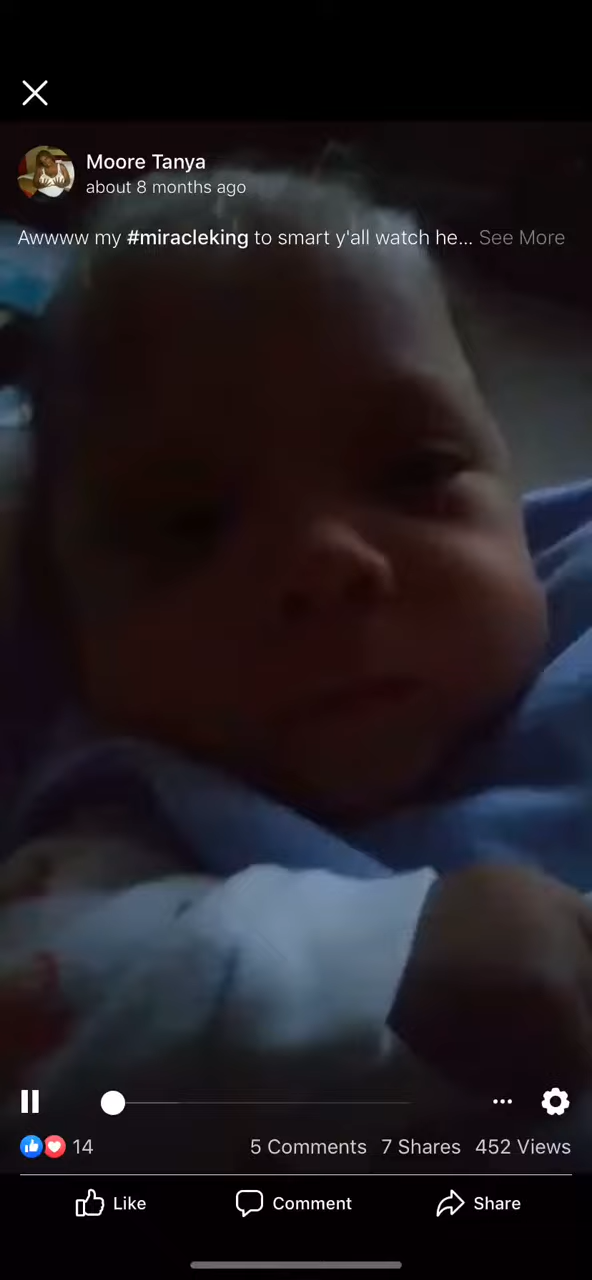 Moore Tanya
about 8 months ago
Awwww my #miracleking to smart y'all watch he... See More
14 5 Comments 7 Shares 452 Views
Like Comment Share